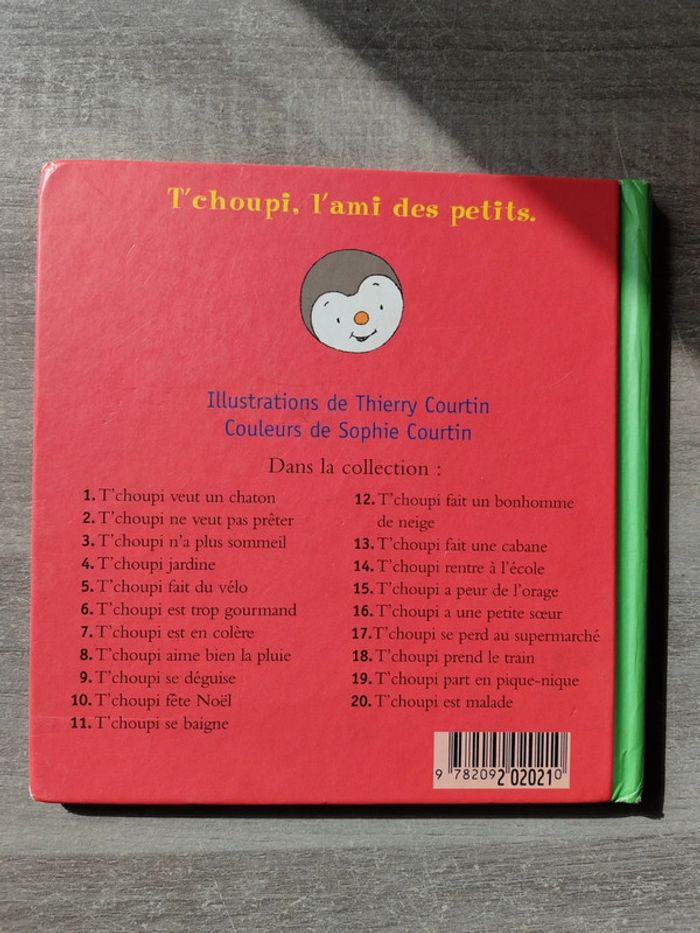 T'choupi, l'ami des petits.
Illustrations de Thierry Courtin
Couleurs de Sophie Courtin
Dans la collection :
1. T'choupi veut un chaton
2. T'choupi ne veut pas prêter
3. T'choupi n'a plus sommeil
4. T'choupi jardine
5. T'choupi fait du vélo
6. T'choupi est trop gourmand
7. T'choupi est en colère
8. T'choupi aime bien la pluie
9. T'choupi se déguise
10. T'choupi fête Noël
11. T'choupi se baigne
12. T'choupi fait un bonhomme
de neige
13. T'choupi fait une cabane
14. T'choupi rentre à l'école
15. T'choupi a peur de l'orage
16. T'choupi a une petite sœur
17. T'choupi se perd au supermarché
18. T'choupi prend le train
19. T'choupi part en pique-nique
20. T'choupi est malade
9 782092 020210